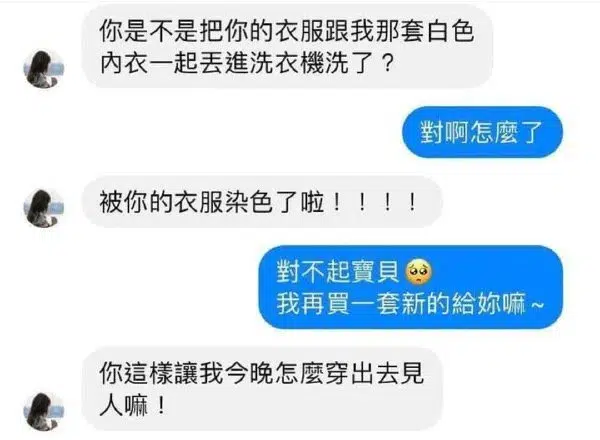 你是不是把你的衣服跟我那套白色
內衣一起丟進洗衣機洗了？
對啊怎麼了
被你的衣服染色了啦！！！！
對不起寶貝🥺
我再買一套新的給妳嘛~
你這樣讓我今晚怎麼穿出去見
人嘛！